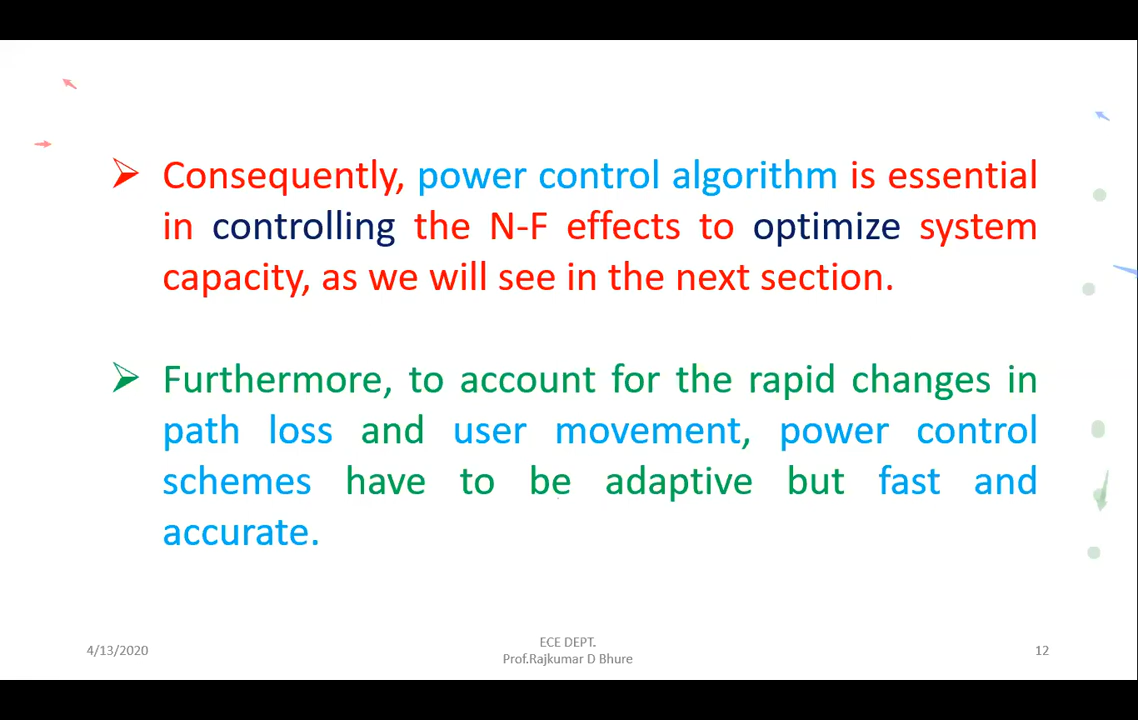 Consequently, power control algorithm is essential
in controlling the N-F effects to optimize system
capacity, as we will see in the next section.
Furthermore, to account for the rapid changes in
path loss and user movement, power control
schemes have to be adaptive but fast and
accurate.
4/13/2020
ECE DEPT.
Prof.Rajkumar D Bhure
12